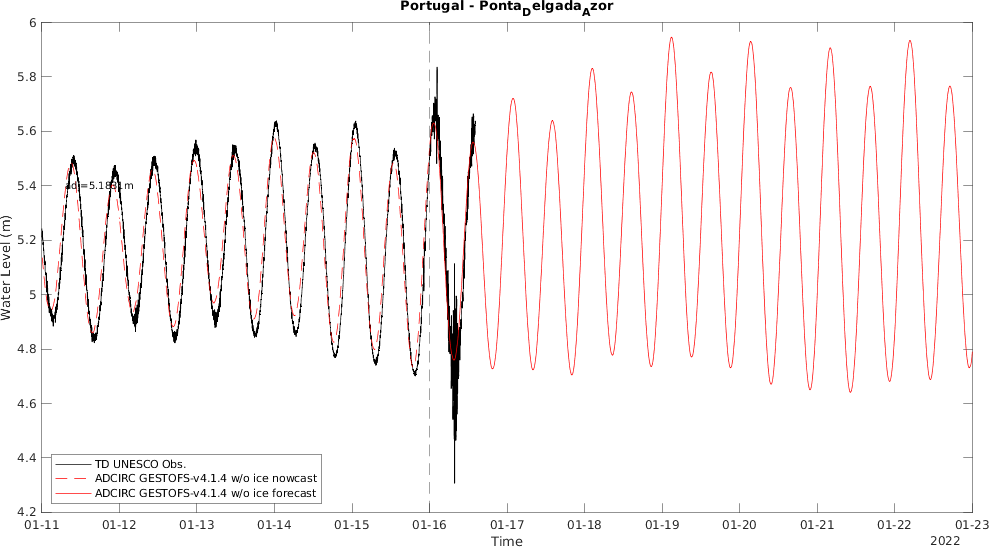 Portugal - PontaDelgadaAzor
6
5.8
5.6
5.4
5.2
5
4.8
4.6
4.4
4.2
Water Level (m)
TD UNESCO Obs.
ADCIRC GESTOFS-v4.1.4 w/o ice nowcast
ADCIRC GESTOFS-v4.1.4 w/o ice forecast
01-11 01-12 01-13 01-14 01-15 01-16 01-17 01-18 01-19 01-20 01-21 01-22 01-23
Time
2022